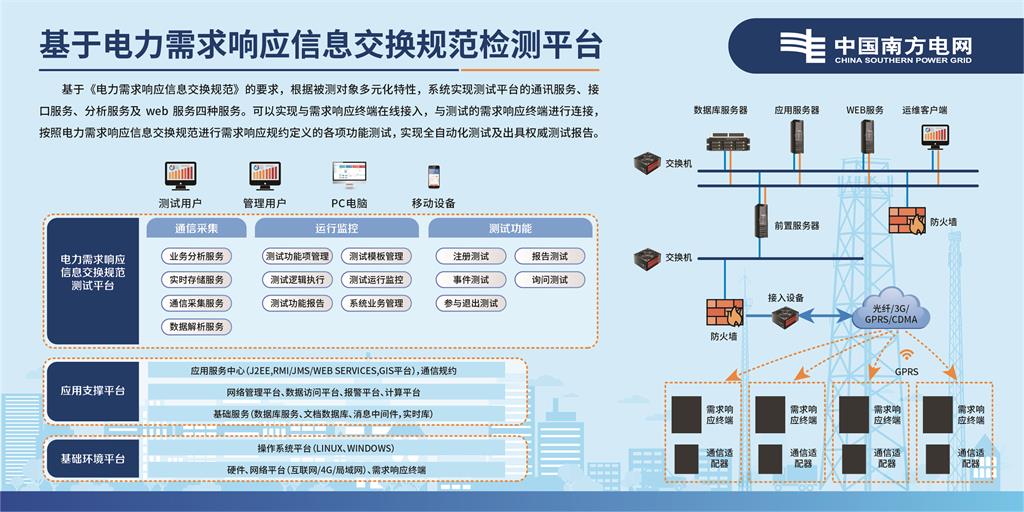 基于电力需求响应信息交换规范检测平台
中国南方电网
CHINA SOUTHERN POWER GRID
基于《电力需求响应信息交换规范》的要求，根据被测对象多元化特性，系统实现测试平台的通讯服务、接
口服务、分析服务及 web 服务四种服务。可以实现与需求响应终端在线接入，与测试的需求响应终端进行连接，
按照电力需求响应信息交换规范进行需求响应规约定义的各项功能测试，实现全自动化测试及出具权威测试报告。
测试用户
管理用户
PC电脑
移动设备
电力需求响应
信息交换规范
测试平台
通信采集
业务分析服务
实时存储服务
通信采集服务
数据解析服务
运行监控
测试功能项管理
测试模板管理
测试逻辑执行
测试运行监控
测试功能报告
系统业务管理
测试功能
注册测试
报告测试
事件测试
询问测试
参与退出测试
应用支撑平台
应用服务中心（J2EE,RMI/JMS/WEB SERVICES,GIS平台），通信规约
网络管理平台、数据访问平台、报警平台、计算平台
基础服务（数据库服务、文档数据库、消息中间件，实时库）
基础环境平台
操作系统平台（LINUX、WINDOWS）
硬件、网络平台（互联网/4G/局域网）、需求响应终端
数据库服务器
应用服务器
WEB服务
运维客户端
交换机
前置服务器
防火墙
交换机
防火墙
接入设备
光纤/3G/
GPRS/CDMA
GPRS
需求响
应终端
通信适
配器
需求响
应终端
通信适
配器
需求响
应终端
通信适
配器
需求响
应终端
通信适
配器